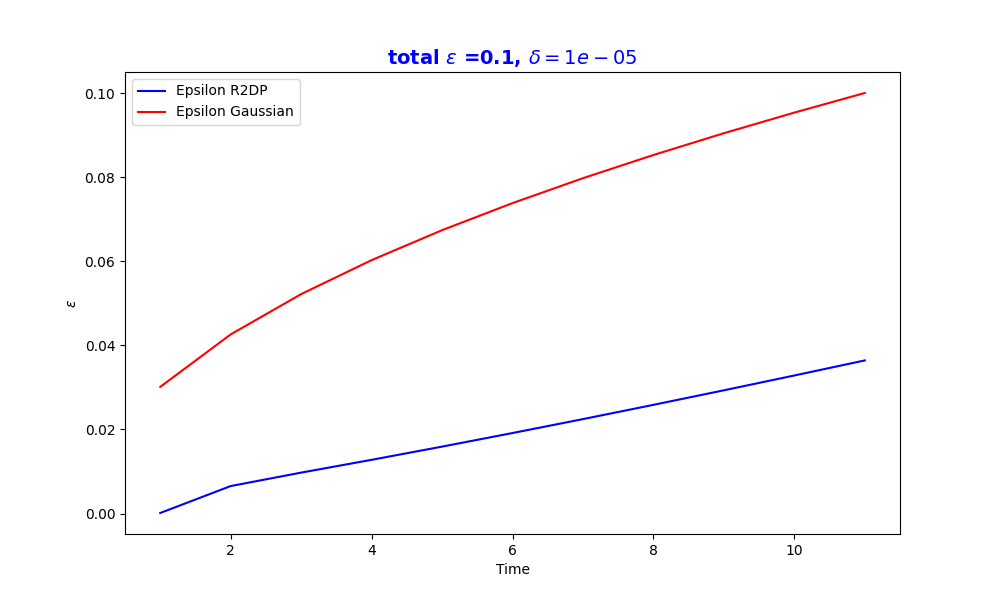 total ε =0.1, δ = 1e − 05
Epsilon R2DP
Epsilon Gaussian
0.10
0.08
0.06
0.04
0.02
0.00
ε
2 4 6 8 10
Time